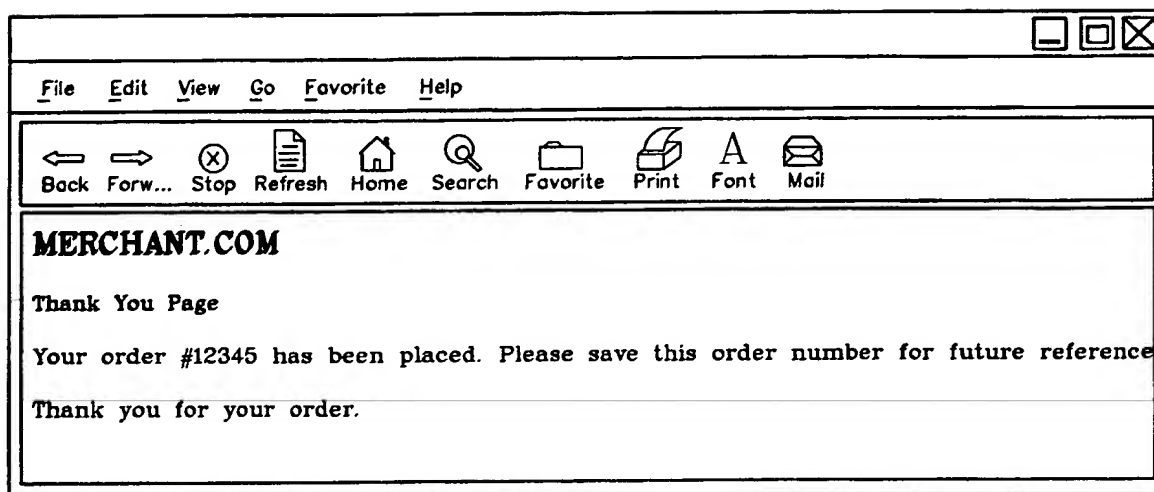 File Edit View Go Favorite Help
Back Forw... Stop Refresh Home Search Favorite Print Font Mail
MERCHANT.COM
Thank You Page
Your order #12345 has been placed. Please save this order number for future reference
Thank you for your order.